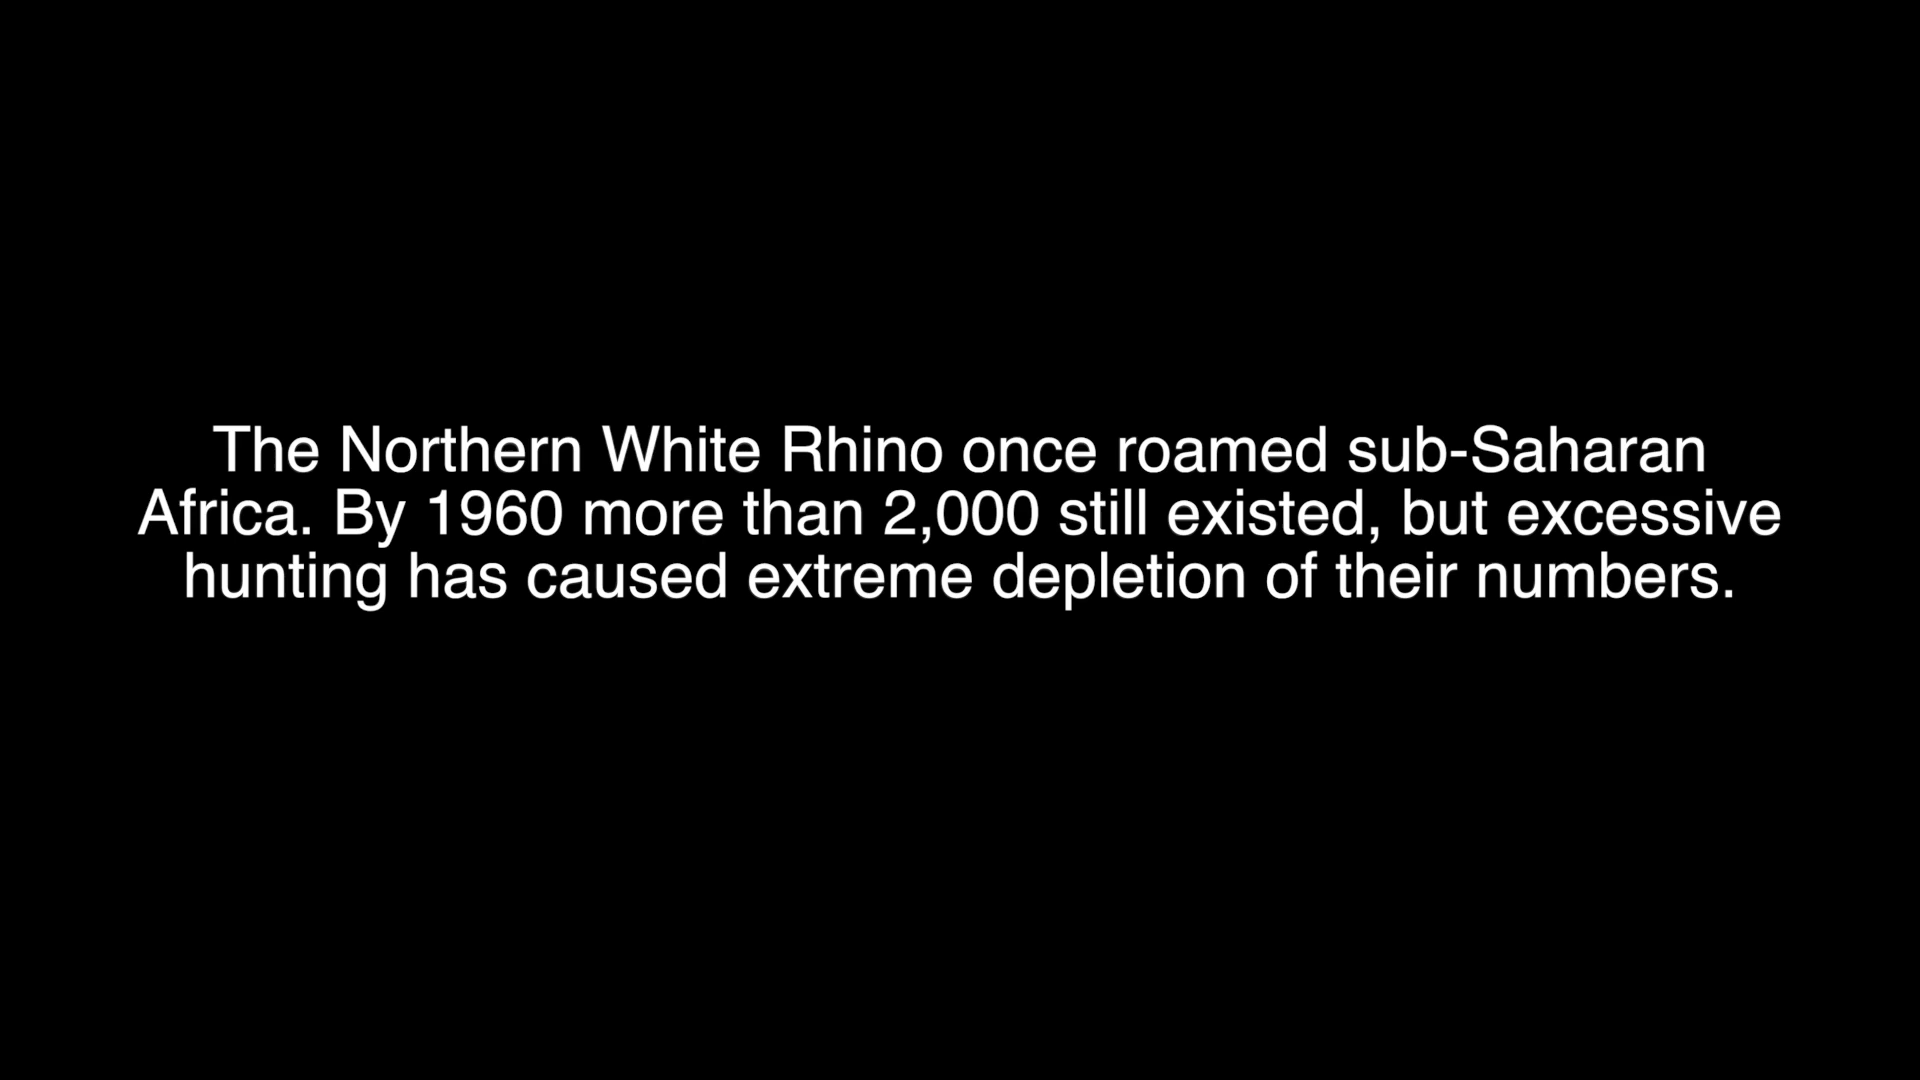 The Northern White Rhino once roamed sub-Saharan
Africa. By 1960 more than 2,000 still existed, but excessive
hunting has caused extreme depletion of their numbers.